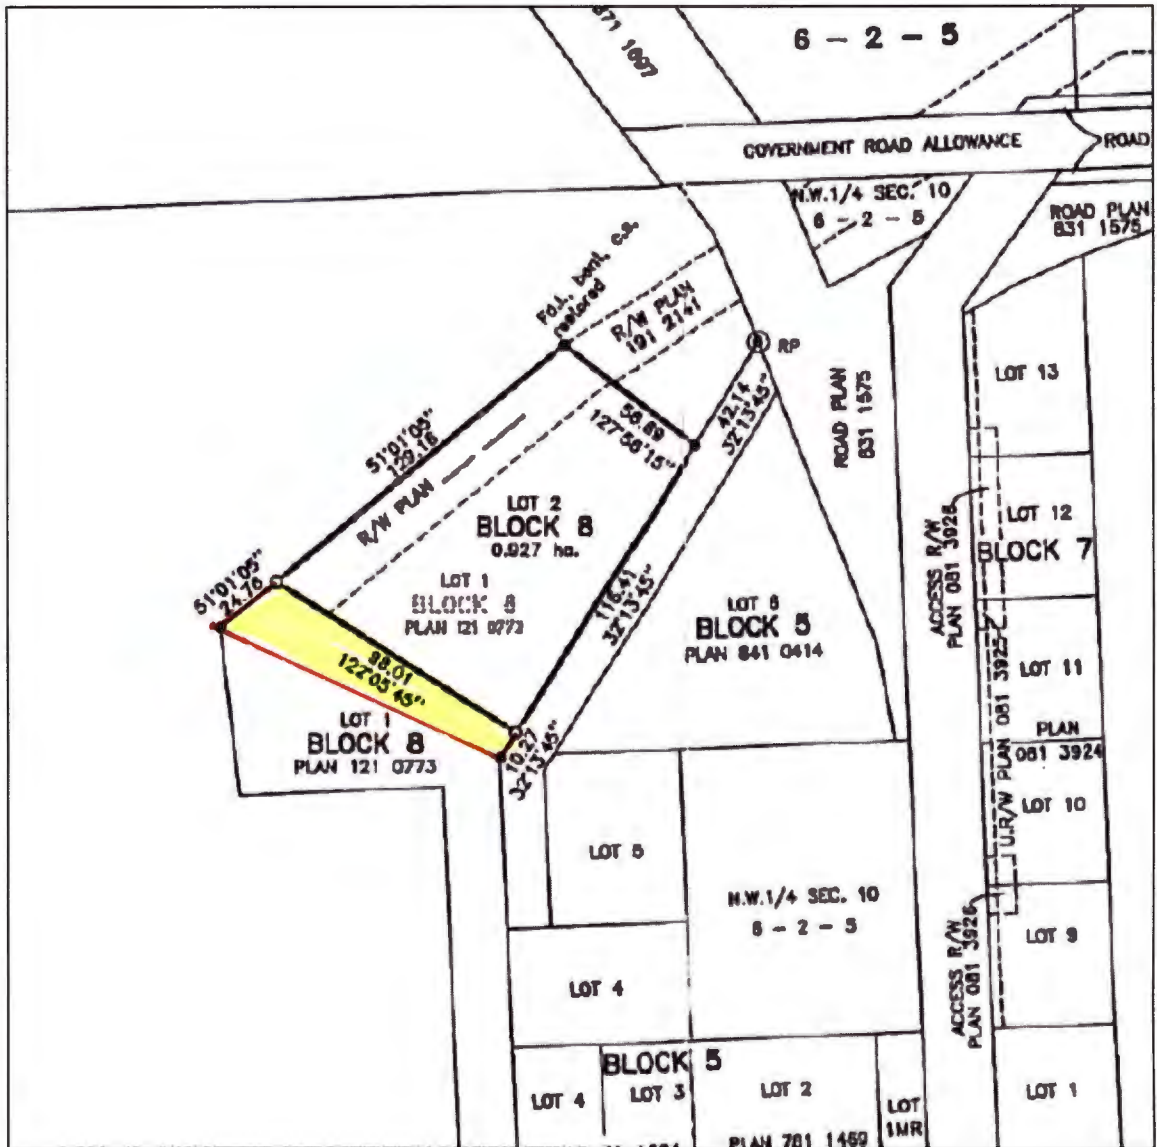 871 1697
6 - 2 - 5
GOVERNMENT ROAD ALLOWANCE
ROAD
N.W.1/4 SEC. 10
6 - 2 - 5
ROAD PLAN
831 1575
Fd.I., bent, c.s.
restored
R/W PLAN
191 2141
RP
LOT 13
42.14
32°13'45"
56.89
127°56'15"
ROAD PLAN
831 1575
51°01'05"
129.16
R/W PLAN
LOT 2
BLOCK 8
0.927 ha.
LOT 12
BLOCK 7
ACCESS R/W
PLAN 081 3926
LOT 1
BLOCK 8
PLAN 121 0773
116.41
32°13'45"
LOT 6
BLOCK 5
PLAN 841 0414
51°01'05"
24.76
98.01
122°05'45"
LOT 11
U.R/W PLAN 081 3925
PLAN
081 3924
LOT 1
BLOCK 8
PLAN 121 0773
10.27
32°13'45"
LOT 10
LOT 5
N.W.1/4 SEC. 10
6 - 2 - 5
LOT 9
ACCESS R/W
PLAN 081 3926
LOT 4
BLOCK 5
LOT 4
LOT 3
LOT 2
LOT
1MR
LOT 1
PLAN 781 1469